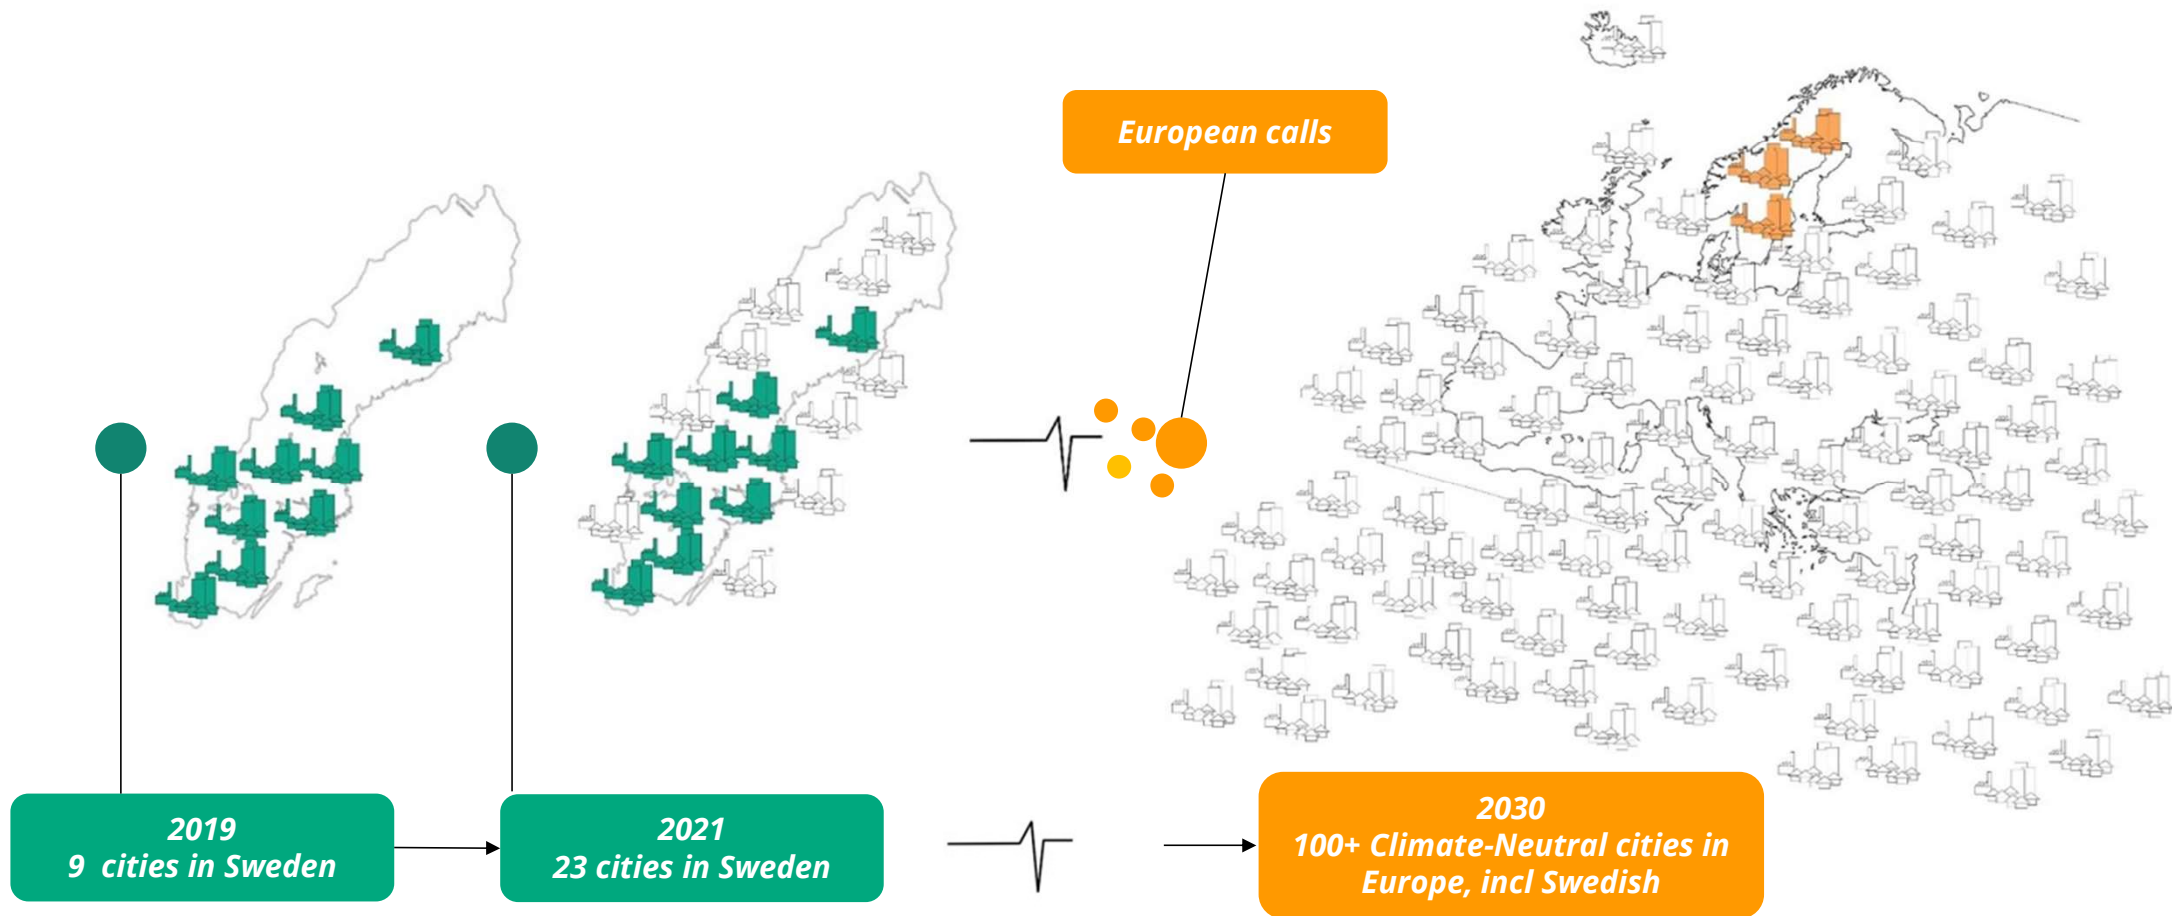 European calls
2019
9 cities in Sweden
2021
23 cities in Sweden
2030
100+ Climate-Neutral cities in
Europe, incl Swedish